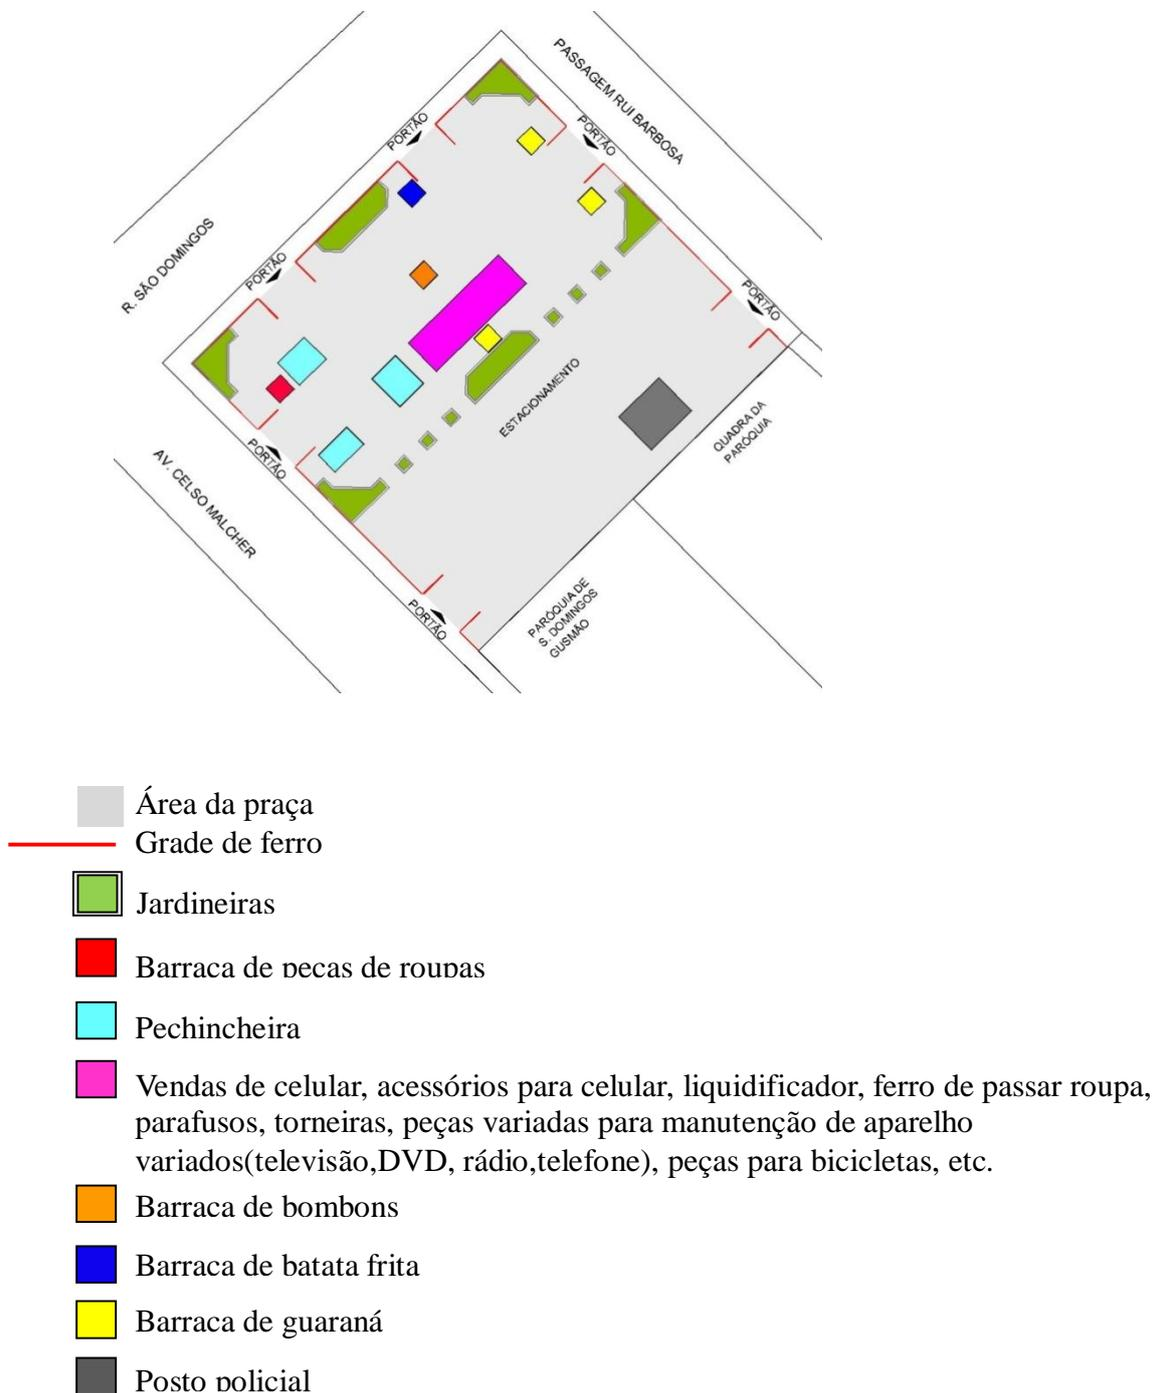 PASSAGEM RUI BARBOSA
PORTÃO
PORTÃO
R. SÃO DOMINGOS
PORTÃO
PORTÃO
ESTACIONAMENTO
QUADRA DA
PARÓQUIA
PORTÃO
AV. CELSO MALCHER
PORTÃO
PARÓQUIA DE
S. DOMINGOS
GUSMÃO
Área da praça
Grade de ferro
Jardineiras
Barraca de peças de roupas
Pechincheira
Vendas de celular, acessórios para celular, liquidificador, ferro de passar roupa,
parafusos, torneiras, peças variadas para manutenção de aparelho
variados(televisão,DVD, rádio,telefone), peças para bicicletas, etc.
Barraca de bombons
Barraca de batata frita
Barraca de guaraná
Posto policial